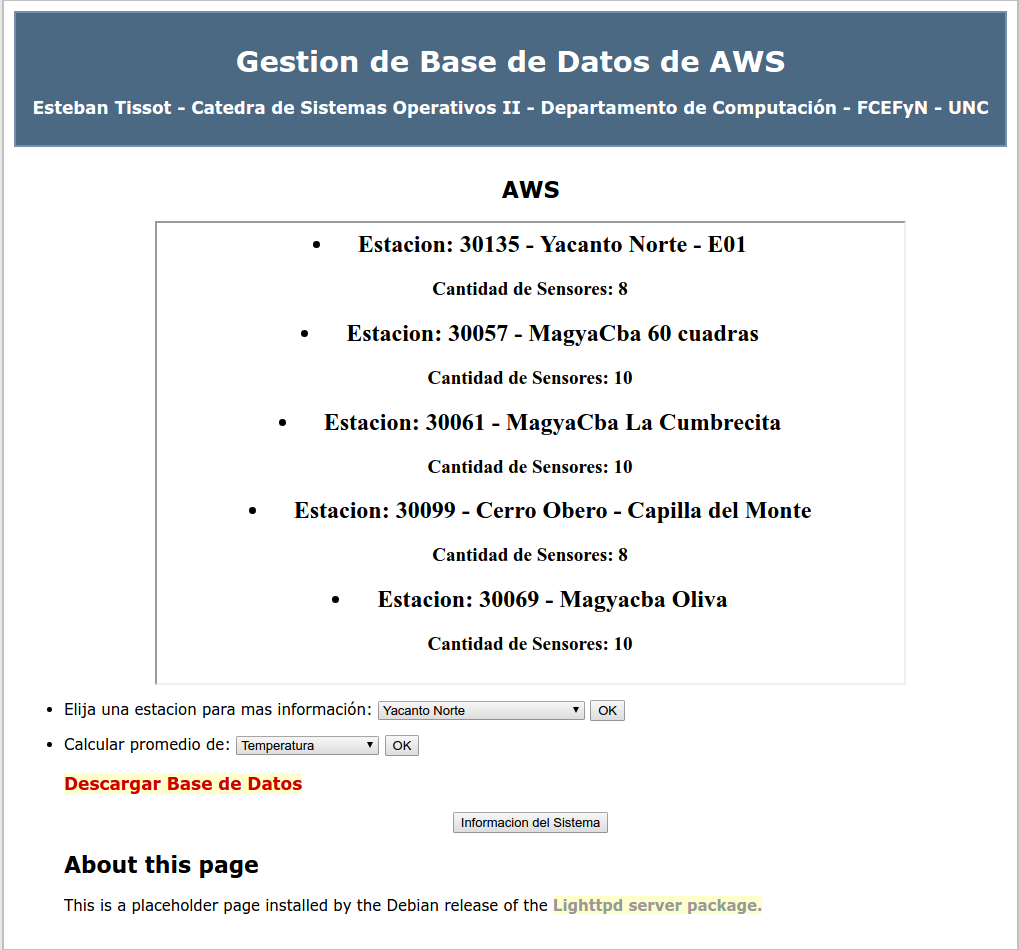 Gestion de Base de Datos de AWS
Esteban Tissot - Catedra de Sistemas Operativos II - Departamento de Computación - FCEFyN - UNC
AWS
• Estacion: 30135 - Yacanto Norte - E01
Cantidad de Sensores: 8
• Estacion: 30057 - MagyaCba 60 cuadras
Cantidad de Sensores: 10
• Estacion: 30061 - MagyaCba La Cumbrecita
Cantidad de Sensores: 10
• Estacion: 30099 - Cerro Obero - Capilla del Monte
Cantidad de Sensores: 8
• Estacion: 30069 - Magyacba Oliva
Cantidad de Sensores: 10
• Elija una estacion para mas información: Yacanto Norte OK
• Calcular promedio de: Temperatura OK
Descargar Base de Datos
Informacion del Sistema
About this page
This is a placeholder page installed by the Debian release of the Lighttpd server package.